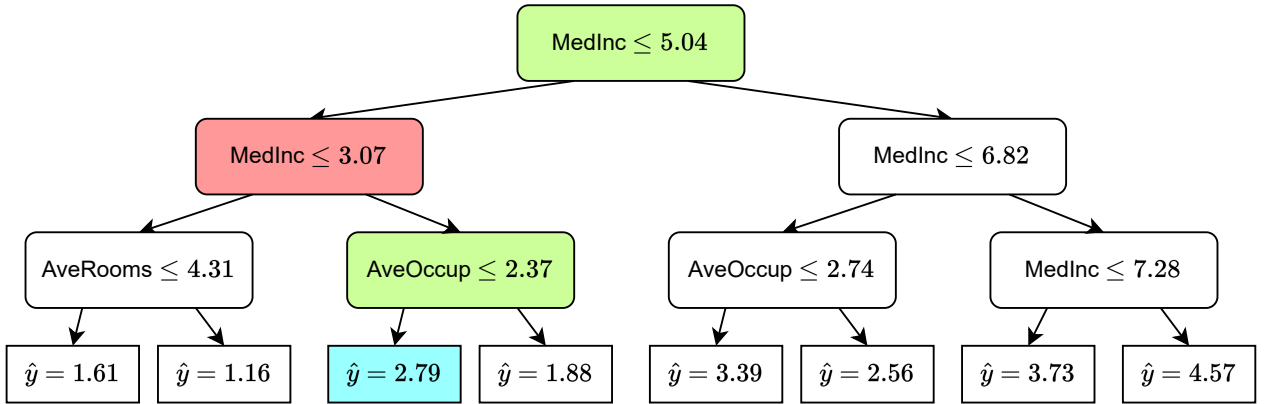 MedInc ≤ 5.04
MedInc ≤ 3.07
MedInc ≤ 6.82
AveRooms ≤ 4.31
AveOccup ≤ 2.37
AveOccup ≤ 2.74
MedInc ≤ 7.28
ŷ = 1.61
ŷ = 1.16
ŷ = 2.79
ŷ = 1.88
ŷ = 3.39
ŷ = 2.56
ŷ = 3.73
ŷ = 4.57